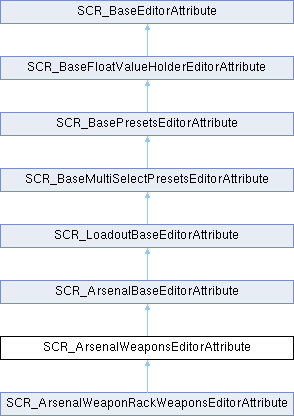 SCR_BaseEditorAttribute
SCR_BaseFloatValueHolderEditorAttribute
SCR_BasePresetsEditorAttribute
SCR_BaseMultiSelectPresetsEditorAttribute
SCR_LoadoutBaseEditorAttribute
SCR_ArsenalBaseEditorAttribute
SCR_ArsenalWeaponsEditorAttribute
SCR_ArsenalWeaponRackWeaponsEditorAttribute